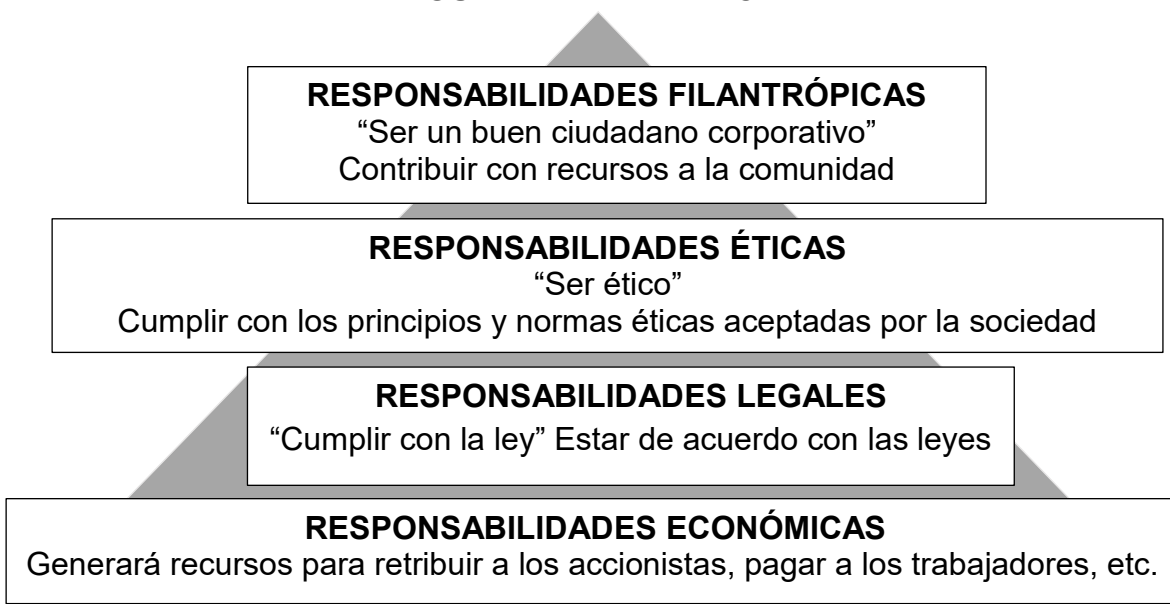 RESPONSABILIDADES FILANTRÓPICAS
“Ser un buen ciudadano corporativo”
Contribuir con recursos a la comunidad
RESPONSABILIDADES ÉTICAS
“Ser ético”
Cumplir con los principios y normas éticas aceptadas por la sociedad
RESPONSABILIDADES LEGALES
“Cumplir con la ley” Estar de acuerdo con las leyes
RESPONSABILIDADES ECONÓMICAS
Generará recursos para retribuir a los accionistas, pagar a los trabajadores, etc.